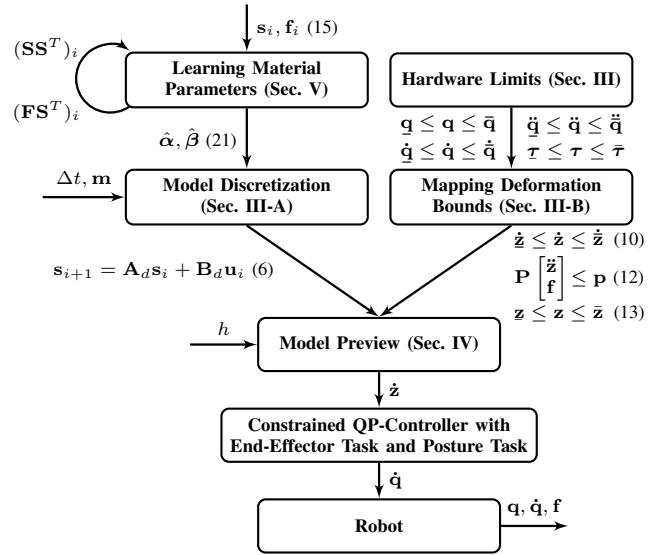 s_i, f_i (15)
(SS^T)_i
(FS^T)_i
Learning Material
Parameters (Sec. V)
Hardware Limits (Sec. III)
α̂, β̂ (21)
q̲ ≤ q ≤ q̄
q̲̇ ≤ q̇ ≤ q̄̇
q̲̈ ≤ q̈ ≤ q̄̈
τ̲ ≤ τ ≤ τ̄
Δt, m
Model Discretization
(Sec. III-A)
Mapping Deformation
Bounds (Sec. III-B)
s_{i+1} = A_d s_i + B_d u_i (6)
ż̲ ≤ ż ≤ ż̄ (10)
P [z̈ f] ≤ p (12)
z̲ ≤ z ≤ z̄ (13)
h
Model Preview (Sec. IV)
ż
Constrained QP-Controller with
End-Effector Task and Posture Task
q̇
Robot
q, q̇, f